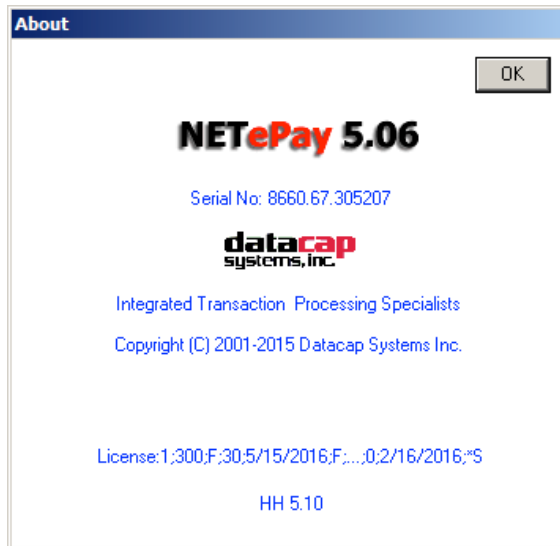 About
OK
NETePay 5.06
Serial No: 8660.67.305207
datacap
systems,inc.
Integrated Transaction Processing Specialists
Copyright (C) 2001-2015 Datacap Systems Inc.
License:1;300;F;30;5/15/2016;F;...;0;2/16/2016;*S
HH 5.10